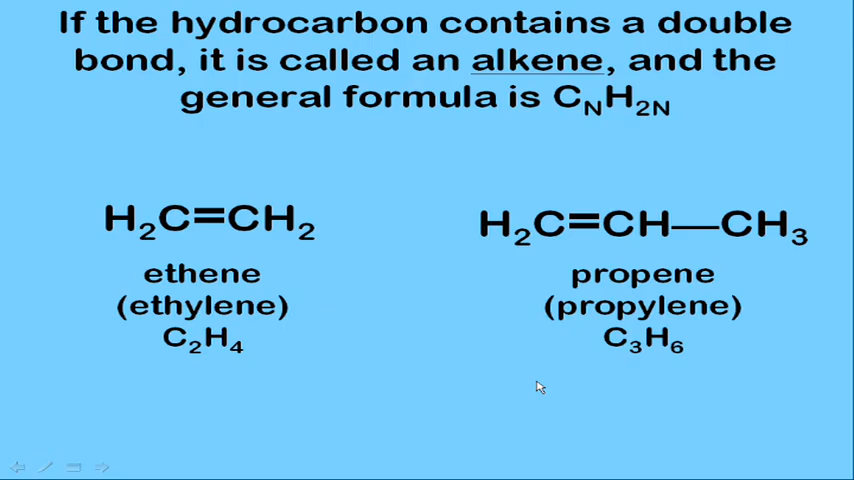 If the hydrocarbon contains a double
bond, it is called an alkene, and the
general formula is CₙH₂ₙ
H₂C=CH₂
H₂C=CH—CH₃
ethene
(ethylene)
C₂H₄
propene
(propylene)
C₃H₆